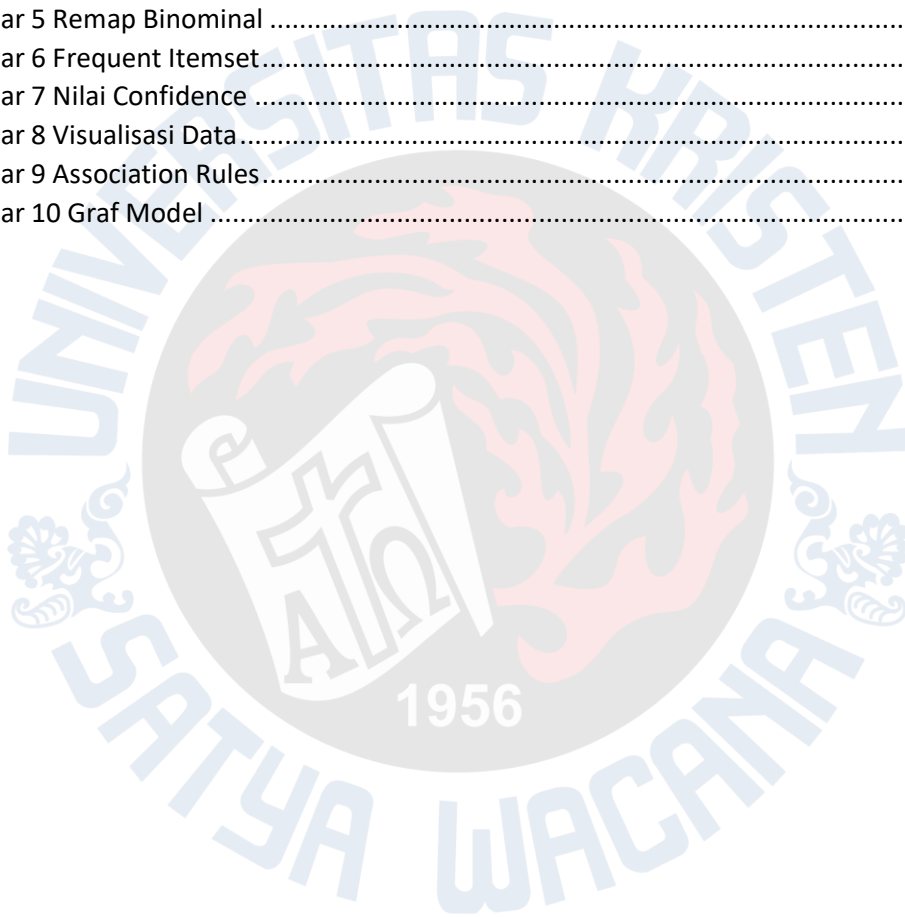 ar 5 Remap Binominal ................................................................................
ar 6 Frequent Itemset.................................................................................
ar 7 Nilai Confidence ..................................................................................
ar 8 Visualisasi Data....................................................................................
ar 9 Association Rules.................................................................................
ar 10 Graf Model ........................................................................................
UNIVERSITAS KRISTEN
Α Ω
1956
SATYA WACANA